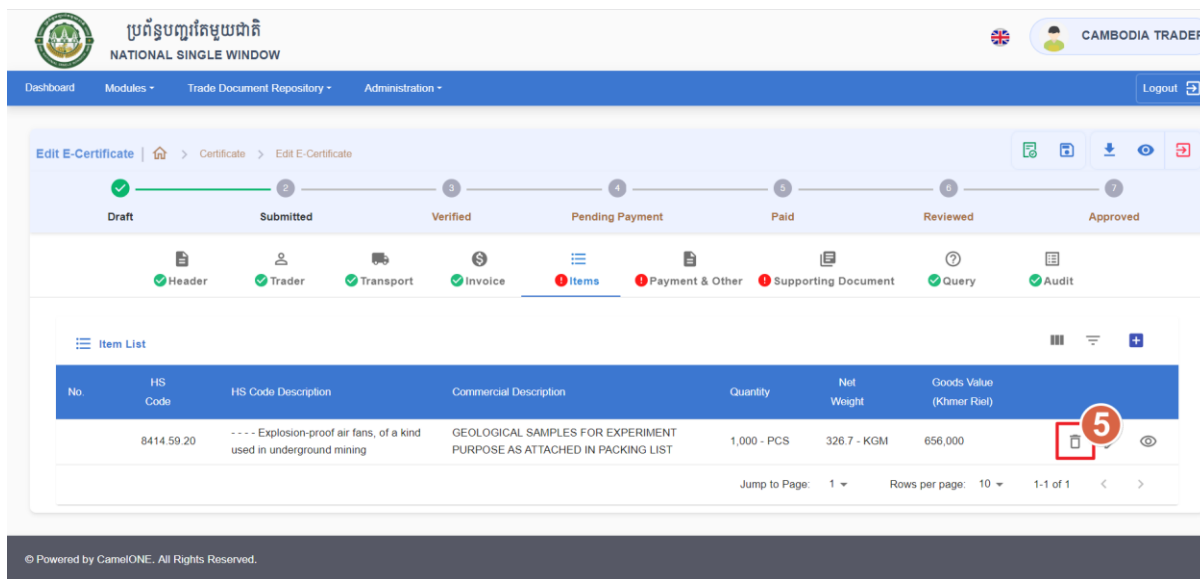 ប្រព័ន្ធបញ្ជរតែមួយជាតិ
NATIONAL SINGLE WINDOW
CAMBODIA TRADER
Dashboard Modules Trade Document Repository Administration Logout
Edit E-Certificate | > Certificate > Edit E-Certificate
2 3 4 5 6 7
Draft Submitted Verified Pending Payment Paid Reviewed Approved
Header Trader Transport Invoice Items Payment & Other Supporting Document Query Audit
Item List
No. HS Code HS Code Description Commercial Description Quantity Net Weight Goods Value (Khmer Riel)
5
8414.59.20 - - - - Explosion-proof air fans, of a kind GEOLOGICAL SAMPLES FOR EXPERIMENT 1,000 - PCS 326.7 - KGM 656,000
used in underground mining PURPOSE AS ATTACHED IN PACKING LIST
Jump to Page: 1 Rows per page: 10 1-1 of 1 < >
© Powered by CamelONE. All Rights Reserved.